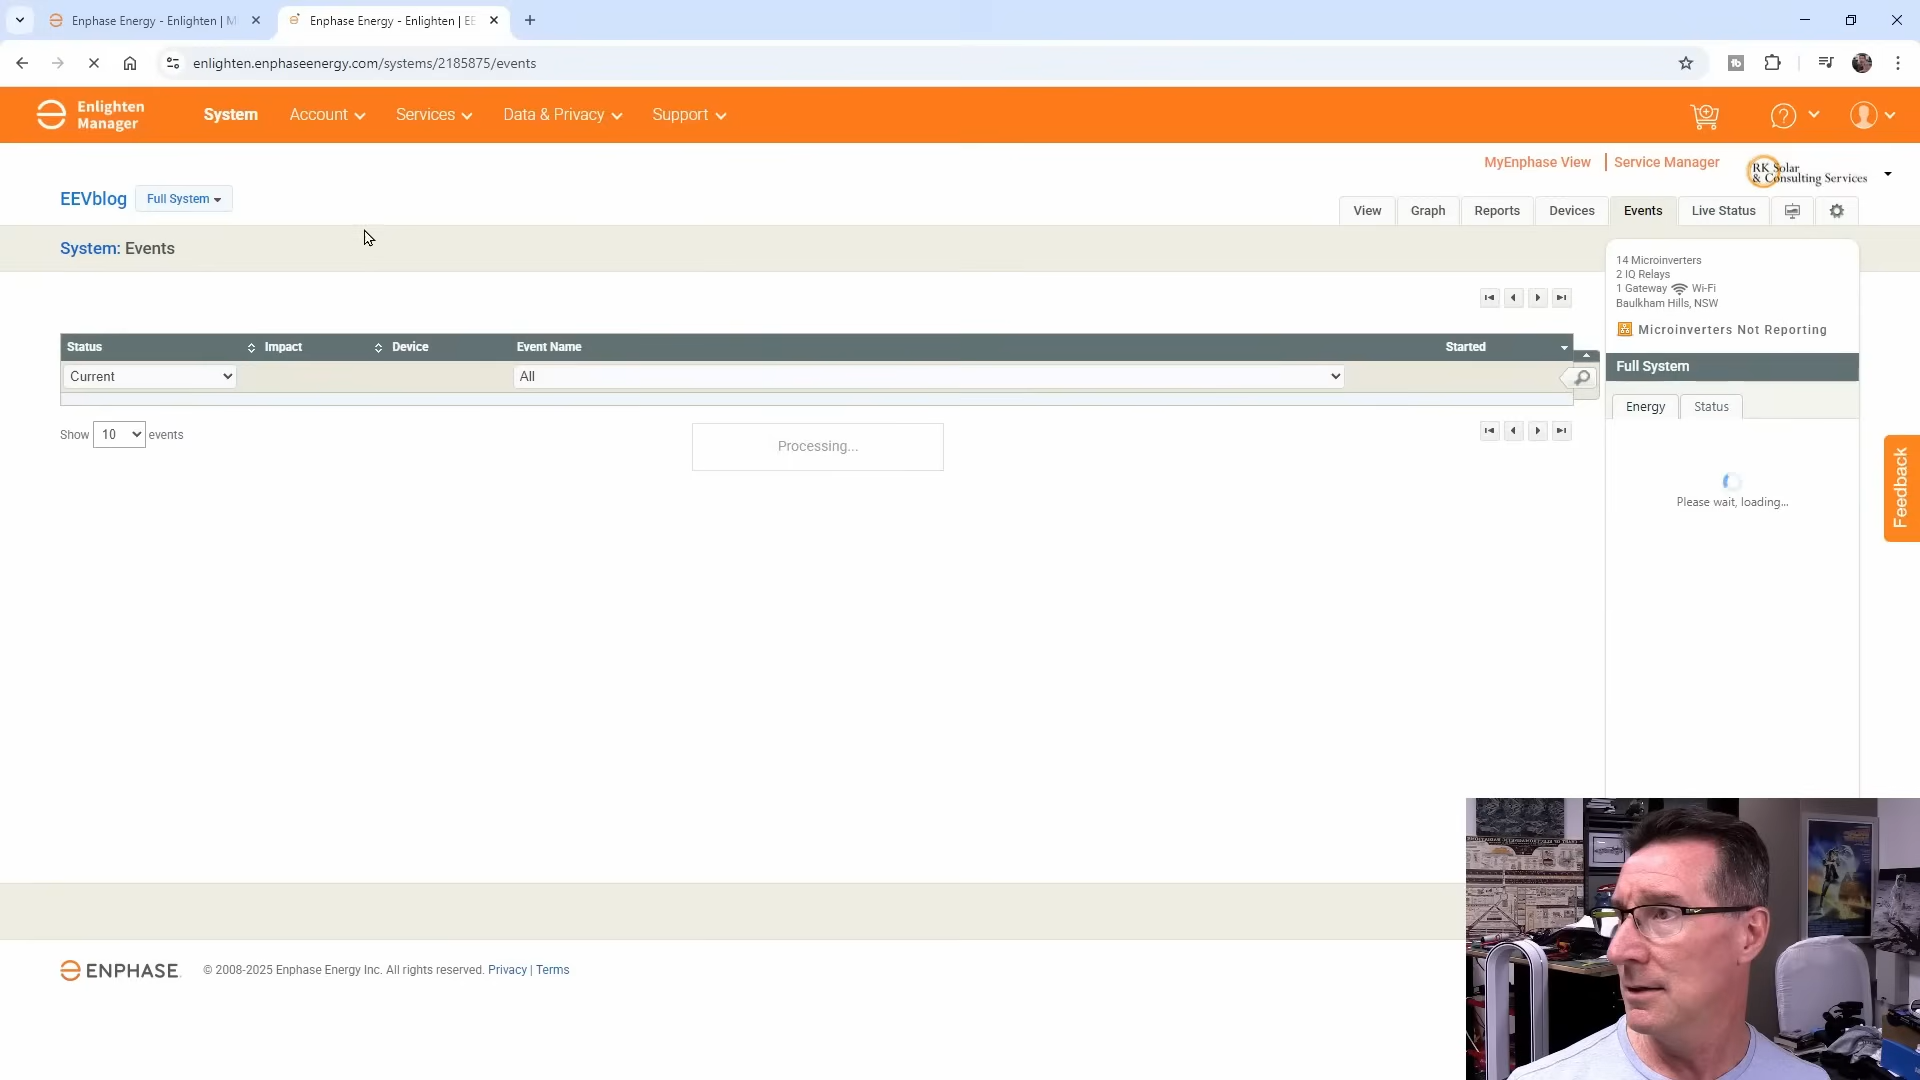 Enphase Energy - Enlighten | M
Enphase Energy - Enlighten | EE
enlighten.enphaseenergy.com/systems/2185875/events
Enlighten
Manager
System
Account
Services
Data & Privacy
Support
MyEnphase View
Service Manager
RK Solar
& Consulting Services
EEVblog
Full System
View
Graph
Reports
Devices
Events
Live Status
System: Events
14 Microinverters
2 IQ Relays
1 Gateway Wi-Fi
Baulkham Hills, NSW
Microinverters Not Reporting
Status
Impact
Device
Event Name
Started
Full System
Current
All
Energy
Status
Show 10 events
Processing...
Please wait, loading...
Feedback
ENPHASE
© 2008-2025 Enphase Energy Inc. All rights reserved. Privacy | Terms